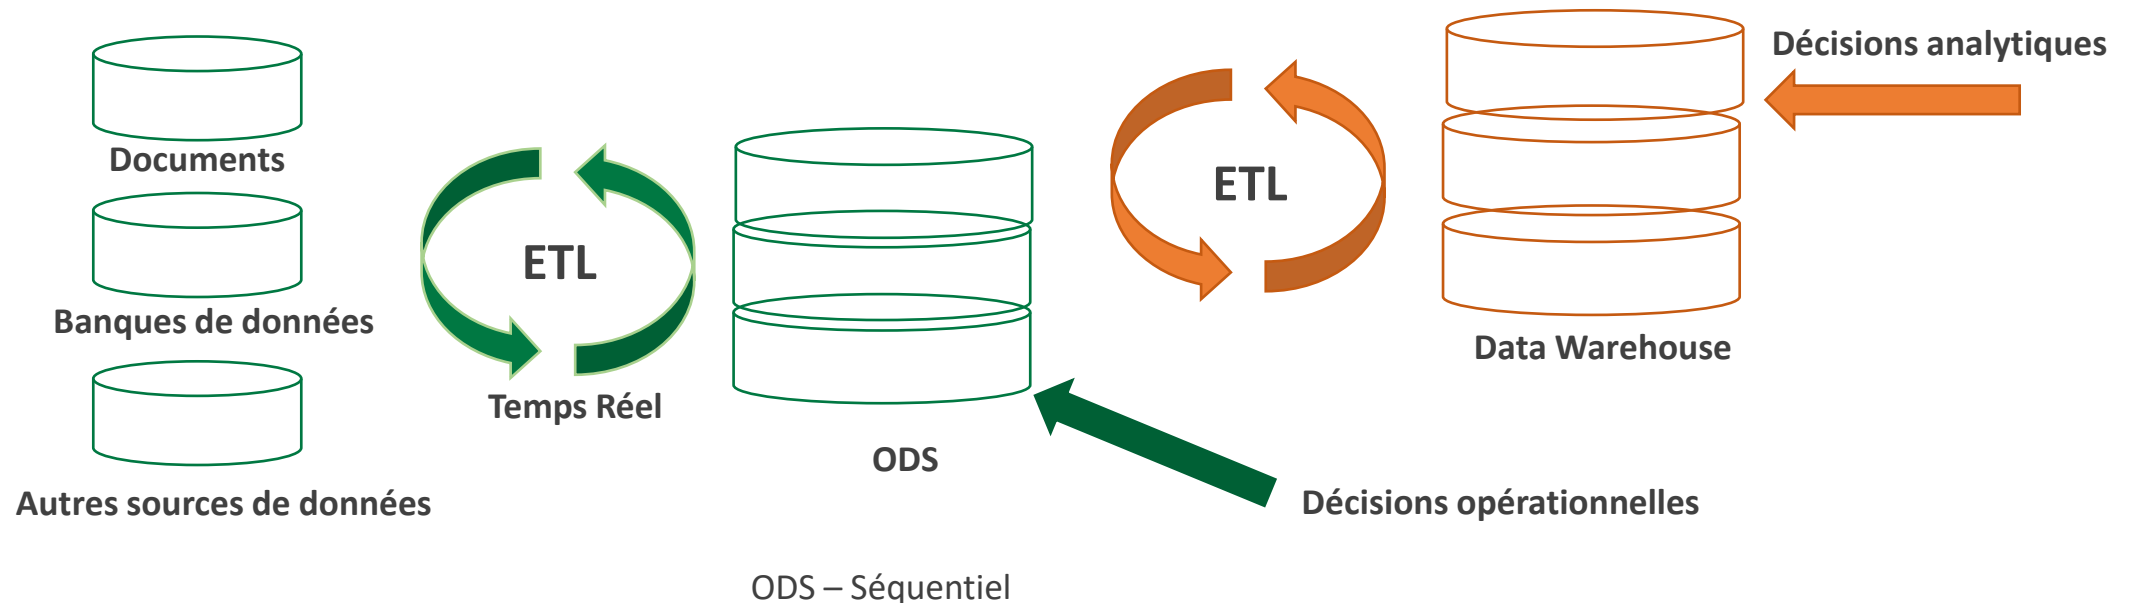 Documents
Banques de données
Autres sources de données
ETL
Temps Réel
ODS
ETL
Data Warehouse
Décisions analytiques
Décisions opérationnelles
ODS – Séquentiel